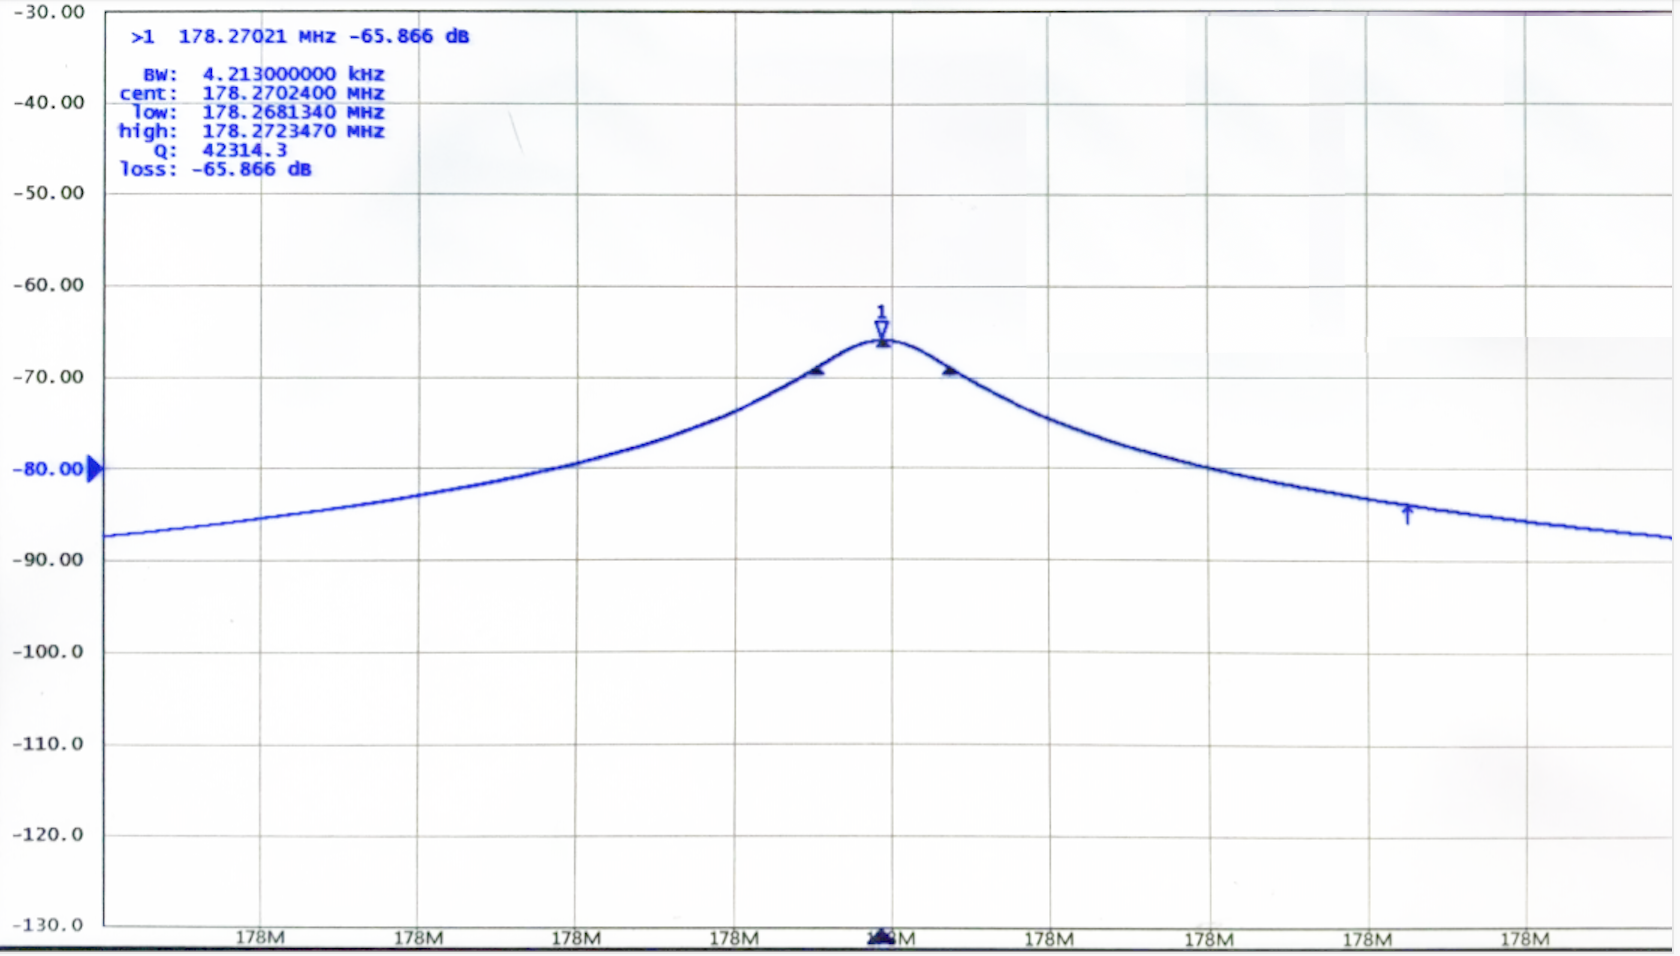 -30.00
>1 178.27021 MHz -65.866 dB
BW: 4.213000000 kHz
cent: 178.2702400 MHz
low: 178.2681340 MHz
high: 178.2723470 MHz
Q: 42314.3
loss: -65.866 dB
-40.00
-50.00
-60.00
1
-70.00
-80.00
-90.00
-100.0
-110.0
-120.0
-130.0
178M 178M 178M 178M 178M 178M 178M 178M